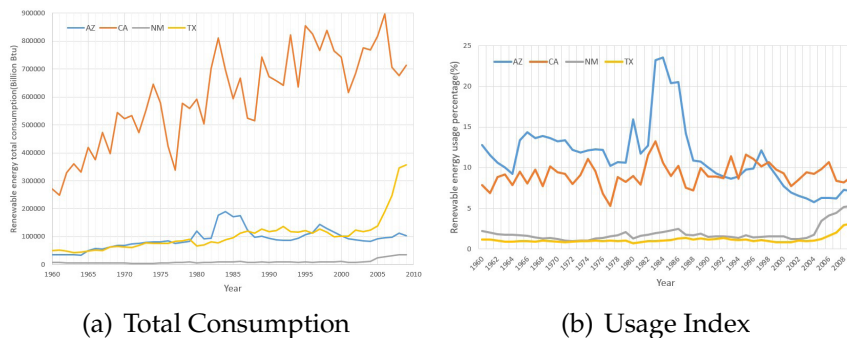 AZ CA NM TX
Renewable energy total consumption(Billion Btu)
900000
800000
700000
600000
500000
400000
300000
200000
100000
0
1960 1965 1970 1975 1980 1985 1990 1995 2000 2005 2010
Year
(a) Total Consumption
AZ CA NM TX
Renewable energy usage percentage(%)
25
20
15
10
5
0
1960 1962 1964 1966 1968 1970 1972 1974 1976 1978 1980 1982 1984 1986 1988 1990 1992 1994 1996 1998 2000 2002 2004 2006 2008
Year
(b) Usage Index